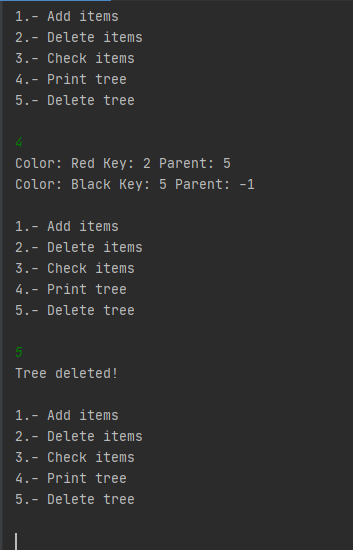 1.- Add items
2.- Delete items
3.- Check items
4.- Print tree
5.- Delete tree
4
Color: Red Key: 2 Parent: 5
Color: Black Key: 5 Parent: -1
1.- Add items
2.- Delete items
3.- Check items
4.- Print tree
5.- Delete tree
5
Tree deleted!
1.- Add items
2.- Delete items
3.- Check items
4.- Print tree
5.- Delete tree